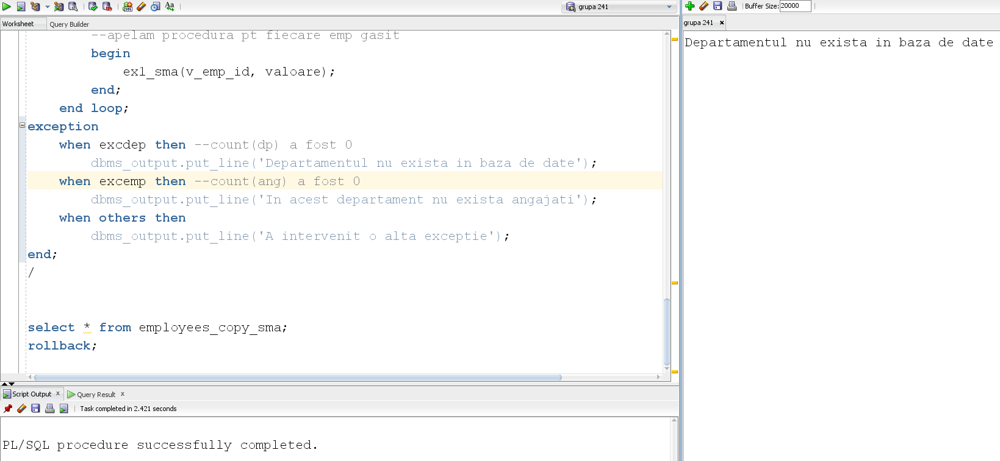 grupa 241
Worksheet Query Builder
--apelam procedura pt fiecare emp gasit
begin
ex1_sma(v_emp_id, valoare);
end;
end loop;
exception
when excdep then --count(dp) a fost 0
dbms_output.put_line('Departamentul nu exista in baza de date');
when excemp then --count(ang) a fost 0
dbms_output.put_line('In acest departament nu exista angajati');
when others then
dbms_output.put_line('A intervenit o alta exceptie');
end;
/
select * from employees_copy_sma;
rollback;
Script Output x Query Result x
Task completed in 2.421 seconds
PL/SQL procedure successfully completed.
Buffer Size: 20000
grupa 241 x
Departamentul nu exista in baza de date